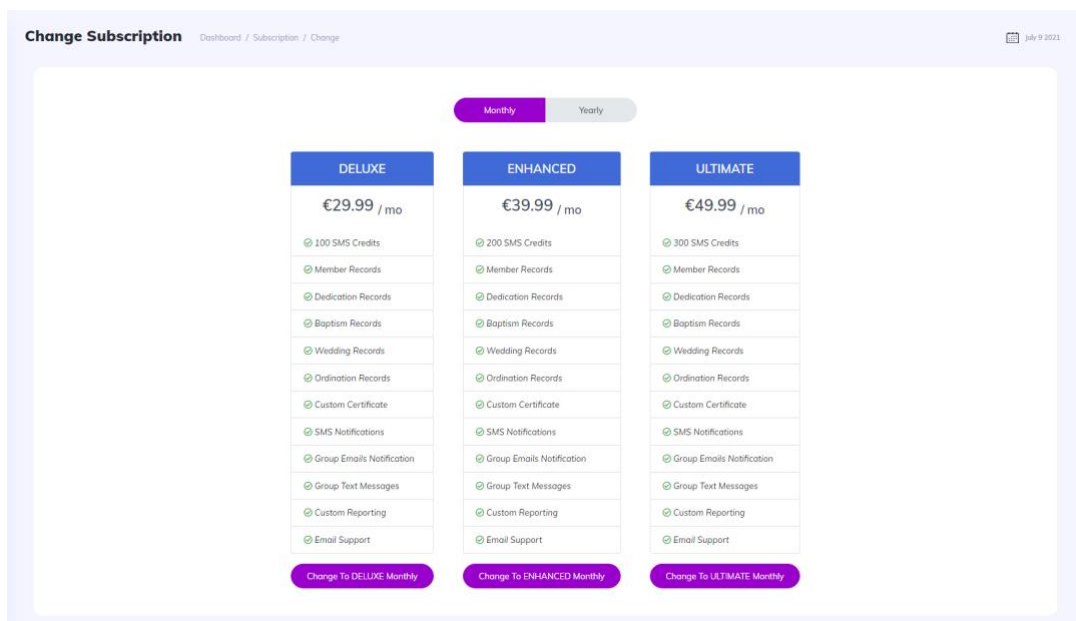 Change Subscription Dashboard / Subscription / Change July 9 2021
Monthly Yearly
DELUXE
€29.99 / mo
100 SMS Credits
Member Records
Dedication Records
Baptism Records
Wedding Records
Ordination Records
Custom Certificate
SMS Notifications
Group Emails Notification
Group Text Messages
Custom Reporting
Email Support
Change To DELUXE Monthly
ENHANCED
€39.99 / mo
200 SMS Credits
Member Records
Dedication Records
Baptism Records
Wedding Records
Ordination Records
Custom Certificate
SMS Notifications
Group Emails Notification
Group Text Messages
Custom Reporting
Email Support
Change To ENHANCED Monthly
ULTIMATE
€49.99 / mo
300 SMS Credits
Member Records
Dedication Records
Baptism Records
Wedding Records
Ordination Records
Custom Certificate
SMS Notifications
Group Emails Notification
Group Text Messages
Custom Reporting
Email Support
Change To ULTIMATE Monthly